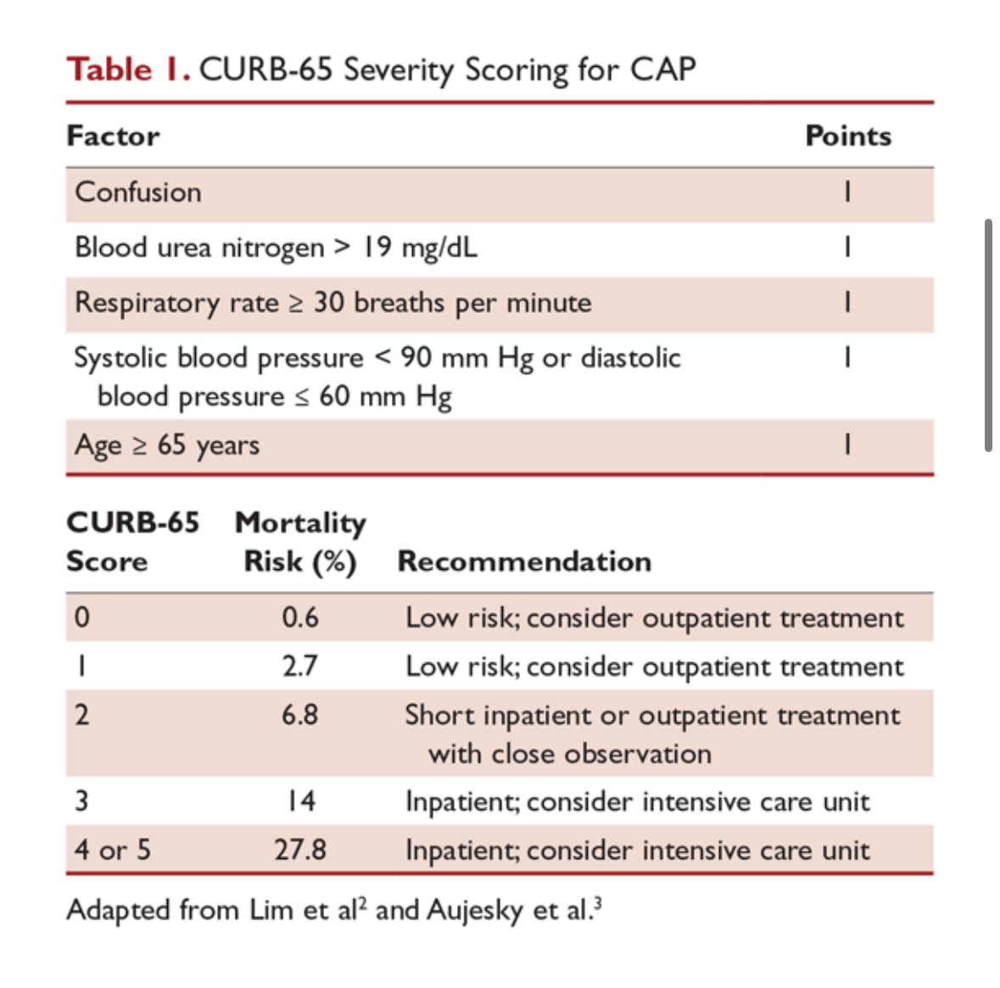 Table 1. CURB-65 Severity Scoring for CAP
Factor Points
Confusion 1
Blood urea nitrogen > 19 mg/dL 1
Respiratory rate ≥ 30 breaths per minute 1
Systolic blood pressure < 90 mm Hg or diastolic 1
blood pressure ≤ 60 mm Hg
Age ≥ 65 years 1
CURB-65 Mortality
Score Risk (%) Recommendation
0 0.6 Low risk; consider outpatient treatment
1 2.7 Low risk; consider outpatient treatment
2 6.8 Short inpatient or outpatient treatment
with close observation
3 14 Inpatient; consider intensive care unit
4 or 5 27.8 Inpatient; consider intensive care unit
Adapted from Lim et al² and Aujesky et al.³